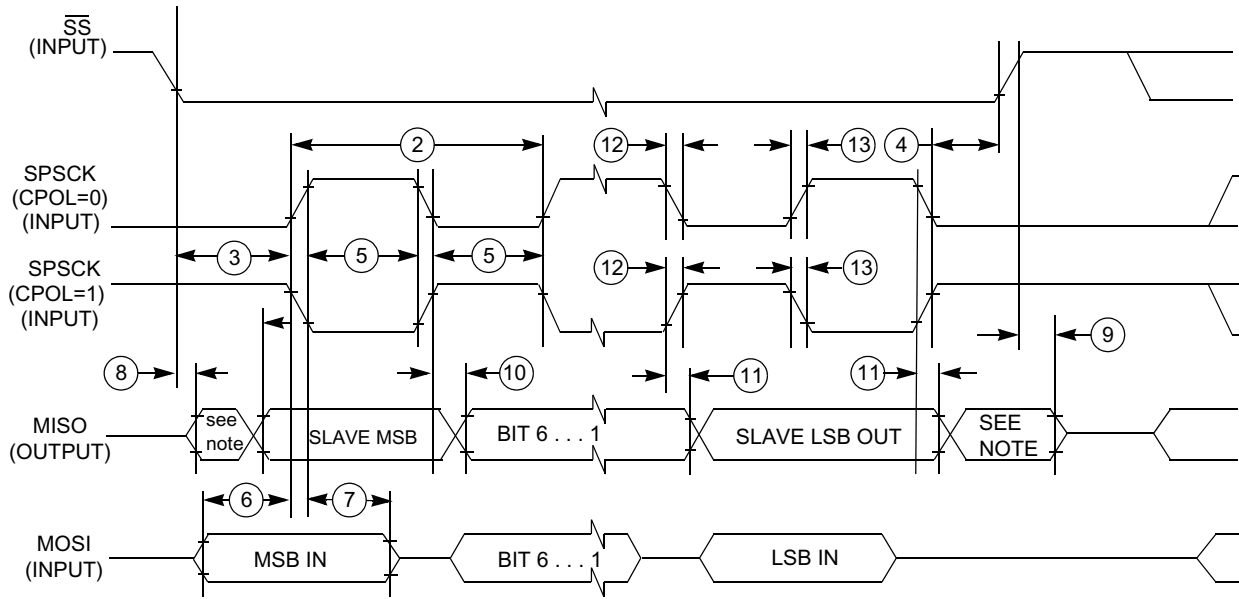 SS
(INPUT)
2
12
13
4
SPSCK
(CPOL=0)
(INPUT)
3
5
5
SPSCK
(CPOL=1)
(INPUT)
12
13
8
10
11
11
9
MISO
(OUTPUT)
see
note
SLAVE MSB
BIT 6 . . . 1
SLAVE LSB OUT
SEE
NOTE
6
7
MOSI
(INPUT)
MSB IN
BIT 6 . . . 1
LSB IN